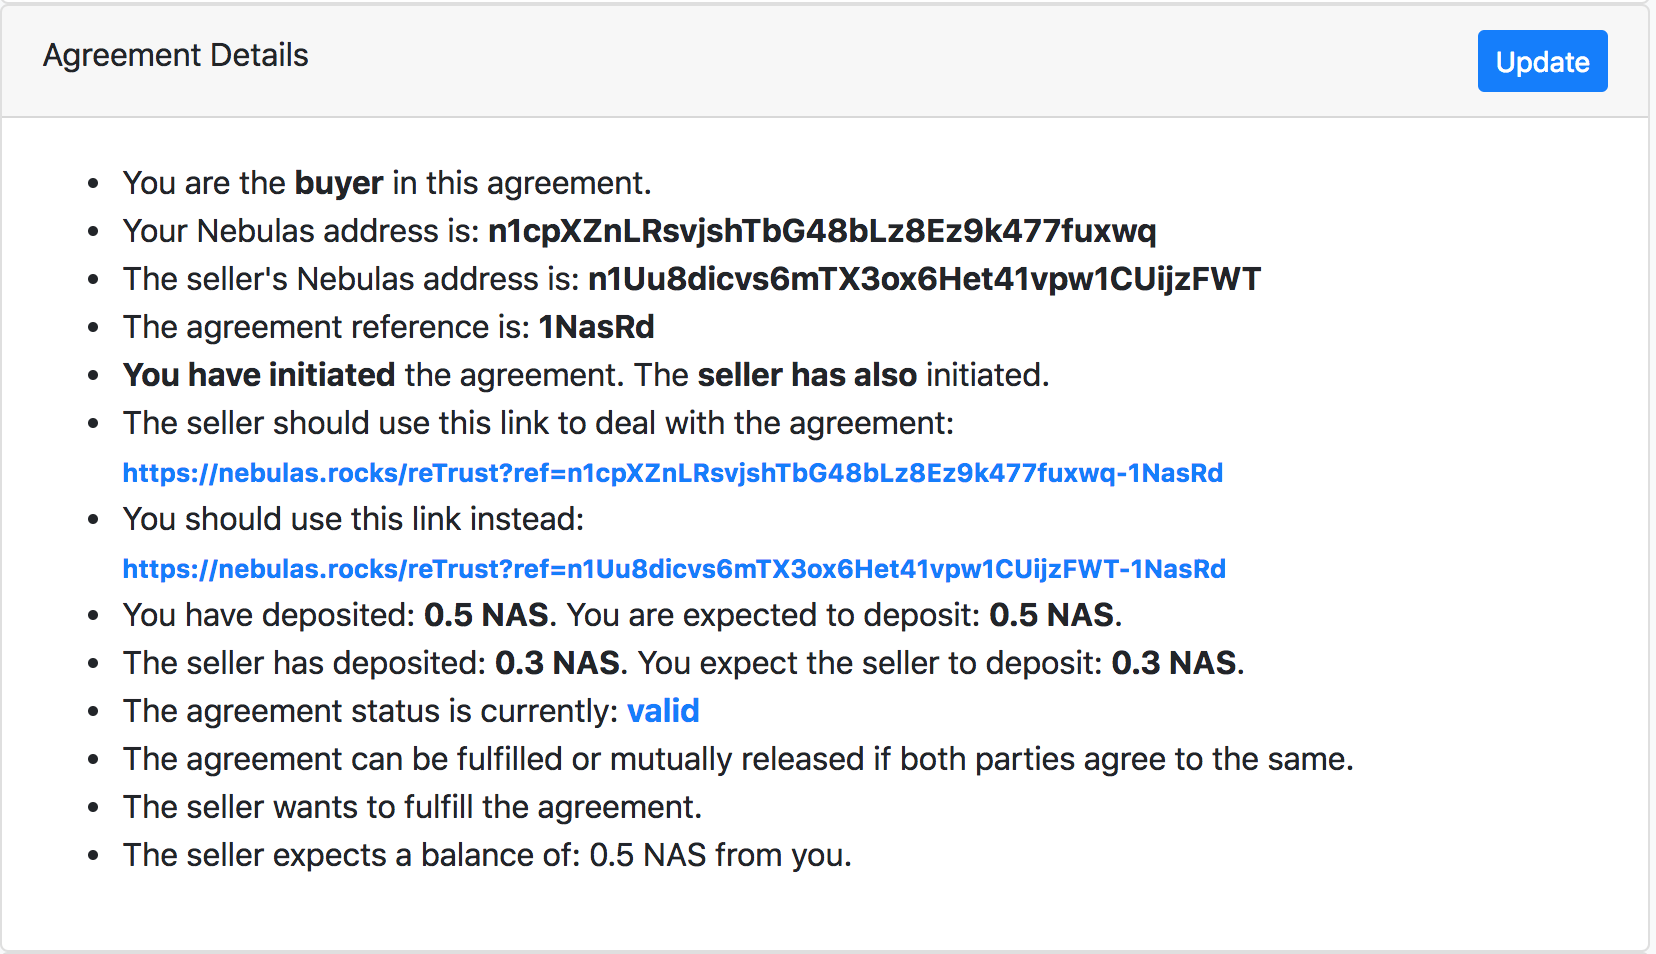 Agreement Details
Update
You are the buyer in this agreement.
Your Nebulas address is: n1cpXZnLRsvjshTbG48bLz8Ez9k477fuxwq
The seller's Nebulas address is: n1Uu8dicvs6mTX3ox6Het41vpw1CUijzFWT
The agreement reference is: 1NasRd
You have initiated the agreement. The seller has also initiated.
The seller should use this link to deal with the agreement:
https://nebulas.rocks/reTrust?ref=n1cpXZnLRsvjshTbG48bLz8Ez9k477fuxwq-1NasRd
You should use this link instead:
https://nebulas.rocks/reTrust?ref=n1Uu8dicvs6mTX3ox6Het41vpw1CUijzFWT-1NasRd
You have deposited: 0.5 NAS. You are expected to deposit: 0.5 NAS.
The seller has deposited: 0.3 NAS. You expect the seller to deposit: 0.3 NAS.
The agreement status is currently: valid
The agreement can be fulfilled or mutually released if both parties agree to the same.
The seller wants to fulfill the agreement.
The seller expects a balance of: 0.5 NAS from you.